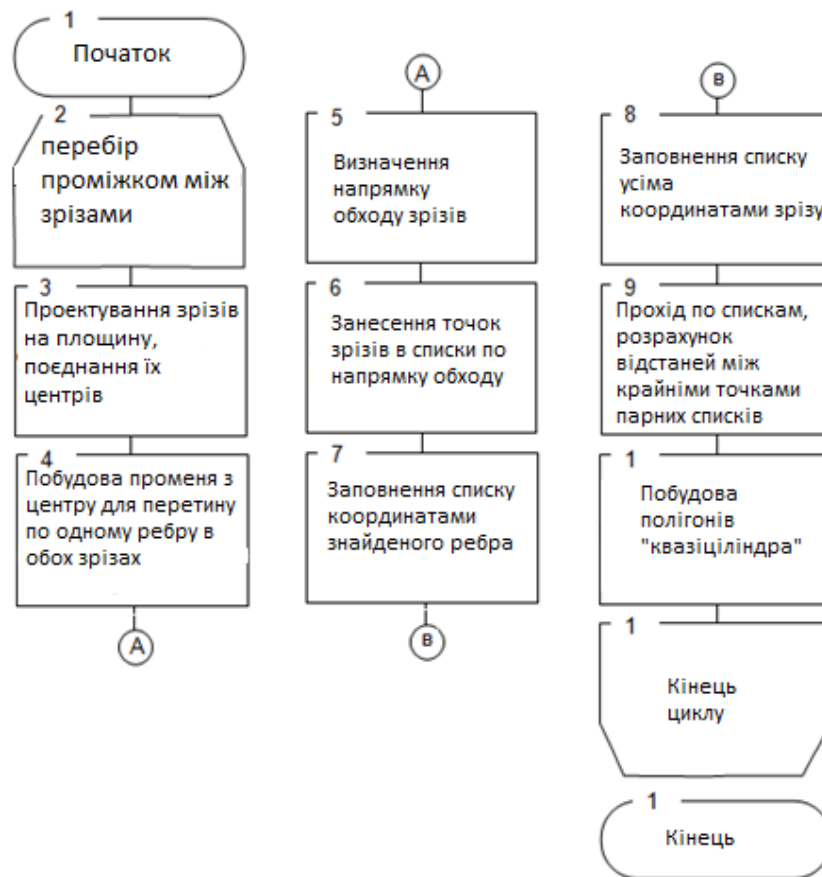 1
Початок
2
перебір
проміжком між
зрізами
3
Проектування зрізів
на площину,
поєднання їх
центрів
4
Побудова променя з
центру для перетину
по одному ребру в
обох зрізах
A
A
5
Визначення
напрямку
обходу зрізів
6
Занесення точок
зрізів в списки по
напрямку обходу
7
Заповнення списку
координатами
знайденого ребра
B
B
8
Заповнення списку
усіма
координатами зрізу
9
Прохід по спискам,
розрахунок
відстаней між
крайніми точками
парних списків
1
Побудова
полігонів
"квазіціліндра"
1
Кінець
циклу
1
Кінець